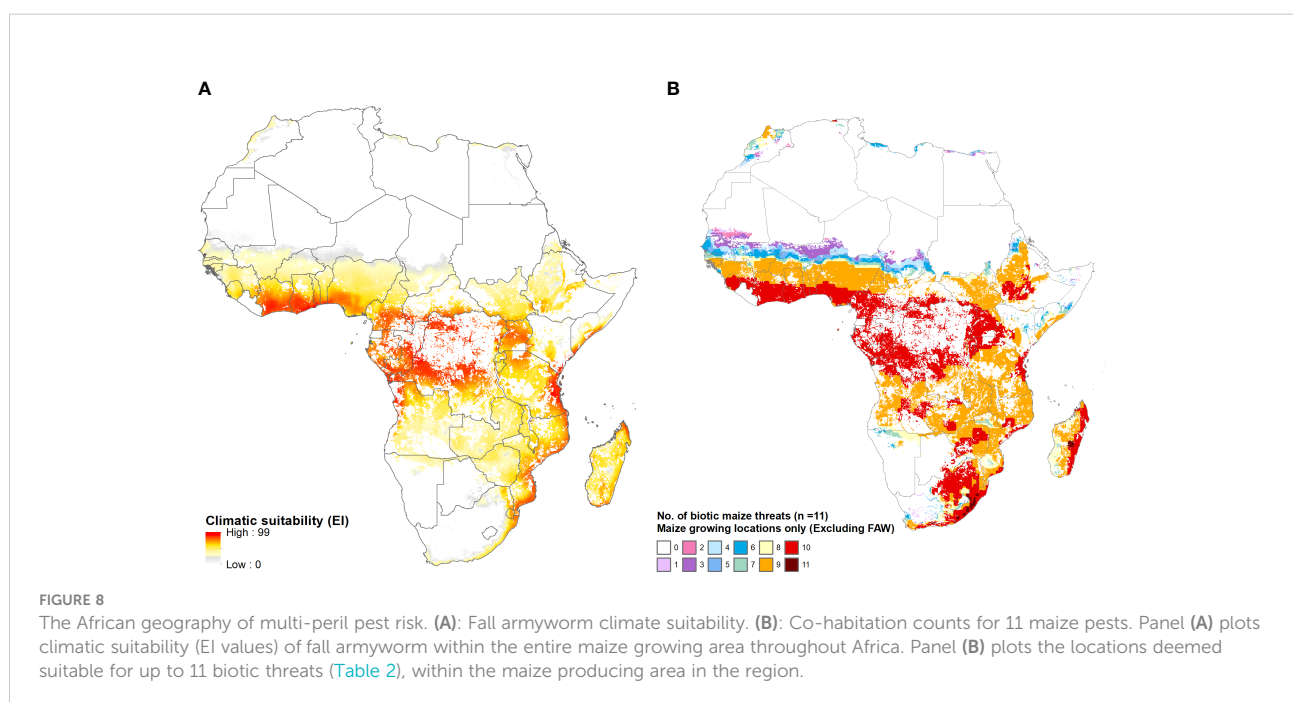 A
B
Climatic suitability (EI)
High : 99
Low : 0
No. of biotic maize threats (n =11)
Maize growing locations only (Excluding FAW)
0 2 4 6 8 10
1 3 5 7 9 11
FIGURE 8
The African geography of multi-peril pest risk. (A): Fall armyworm climate suitability. (B): Co-habitation counts for 11 maize pests. Panel (A) plots
climatic suitability (EI values) of fall armyworm within the entire maize growing area throughout Africa. Panel (B) plots the locations deemed
suitable for up to 11 biotic threats (Table 2), within the maize producing area in the region.